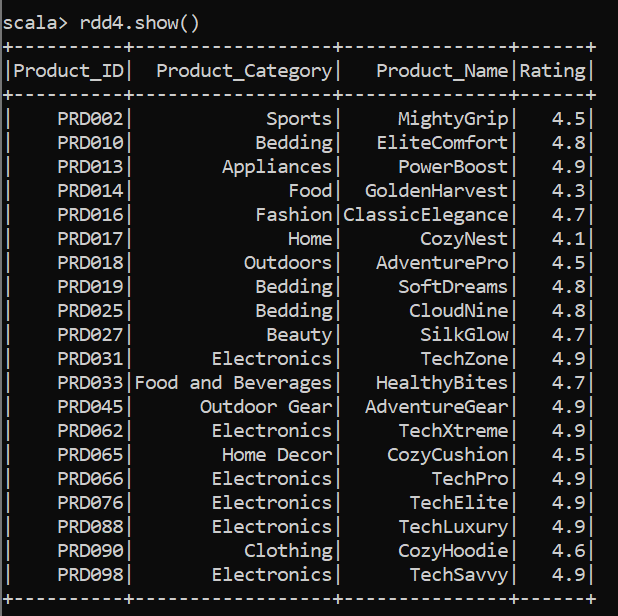 scala> rdd4.show()
+----------+------------------+---------------+------+
|Product_ID|  Product_Category|   Product_Name|Rating|
+----------+------------------+---------------+------+
|    PRD002|            Sports|     MightyGrip|   4.5|
|    PRD010|           Bedding|   EliteComfort|   4.8|
|    PRD013|        Appliances|     PowerBoost|   4.9|
|    PRD014|              Food|  GoldenHarvest|   4.3|
|    PRD016|           Fashion|ClassicElegance|   4.7|
|    PRD017|              Home|       CozyNest|   4.1|
|    PRD018|          Outdoors|   AdventurePro|   4.5|
|    PRD019|           Bedding|     SoftDreams|   4.8|
|    PRD025|           Bedding|      CloudNine|   4.8|
|    PRD027|            Beauty|       SilkGlow|   4.7|
|    PRD031|       Electronics|       TechZone|   4.9|
|    PRD033|Food and Beverages|   HealthyBites|   4.7|
|    PRD045|      Outdoor Gear|  AdventureGear|   4.9|
|    PRD062|       Electronics|     TechXtreme|   4.9|
|    PRD065|        Home Decor|    CozyCushion|   4.5|
|    PRD066|       Electronics|        TechPro|   4.9|
|    PRD076|       Electronics|      TechElite|   4.9|
|    PRD088|       Electronics|     TechLuxury|   4.9|
|    PRD090|          Clothing|     CozyHoodie|   4.6|
|    PRD098|       Electronics|      TechSavvy|   4.9|
+----------+------------------+---------------+------+